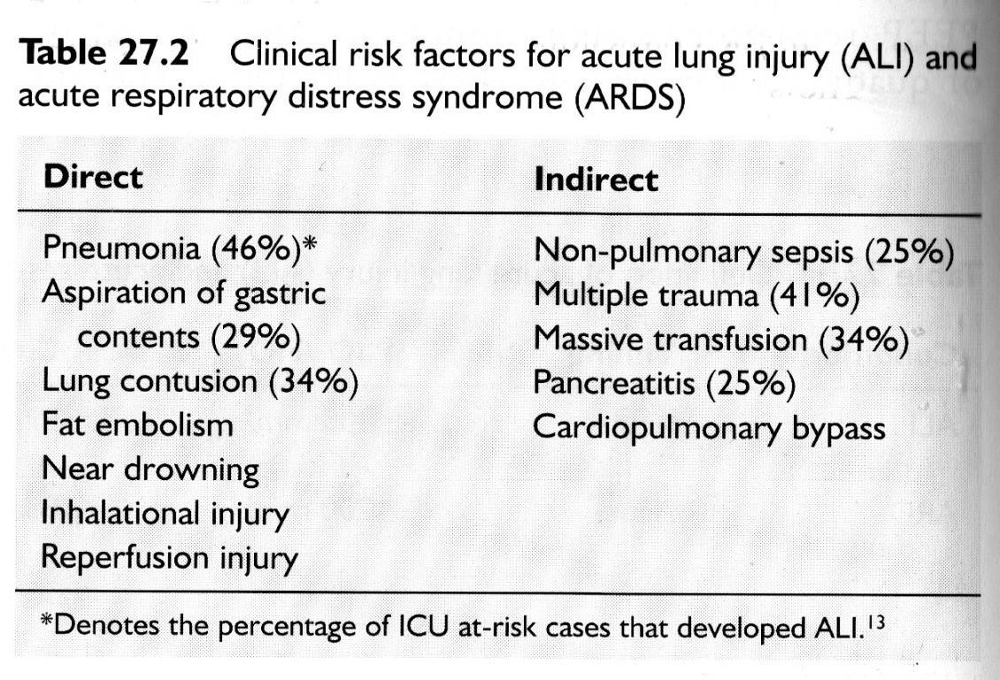 Table 27.2 Clinical risk factors for acute lung injury (ALI) and
acute respiratory distress syndrome (ARDS)
Direct
Indirect
Pneumonia (46%)*
Non-pulmonary sepsis (25%)
Aspiration of gastric
Multiple trauma (41%)
contents (29%)
Massive transfusion (34%)
Lung contusion (34%)
Pancreatitis (25%)
Fat embolism
Cardiopulmonary bypass
Near drowning
Inhalational injury
Reperfusion injury
*Denotes the percentage of ICU at-risk cases that developed ALI.¹³